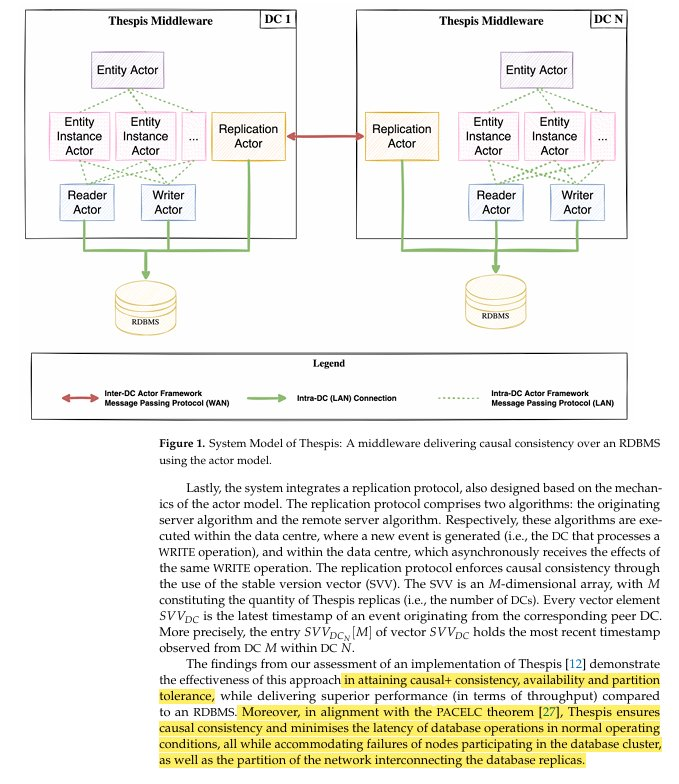 Thespis Middleware
DC 1
Entity Actor
Entity
Instance
Actor
Entity
Instance
Actor
...
Replication
Actor
Reader
Actor
Writer
Actor
RDBMS
Thespis Middleware
DC N
Entity Actor
Replication
Actor
Entity
Instance
Actor
Entity
Instance
Actor
...
Reader
Actor
Writer
Actor
RDBMS
Legend
Inter-DC Actor Framework
Message Passing Protocol (WAN)
Intra-DC (LAN) Connection
Intra-DC Actor Framework
Message Passing Protocol (LAN)
Figure 1. System Model of Thespis: A middleware delivering causal consistency over an RDBMS
using the actor model.
Lastly, the system integrates a replication protocol, also designed based on the mechan-
ics of the actor model. The replication protocol comprises two algorithms: the originating
server algorithm and the remote server algorithm. Respectively, these algorithms are exe-
cuted within the data centre, where a new event is generated (i.e., the DC that processes a
WRITE operation), and within the data centre, which asynchronously receives the effects of
the same WRITE operation. The replication protocol enforces causal consistency through
the use of the stable version vector (SVV). The SVV is an M-dimensional array, with M
constituting the quantity of Thespis replicas (i.e., the number of DCs). Every vector element
SVV_DC is the latest timestamp of an event originating from the corresponding peer DC.
More precisely, the entry SVV_DC_N[M] of vector SVV_DC holds the most recent timestamp
observed from DC M within DC N.
The findings from our assessment of an implementation of Thespis [12] demonstrate
the effectiveness of this approach in attaining causal+ consistency, availability and partition
tolerance, while delivering superior performance (in terms of throughput) compared
to an RDBMS. Moreover, in alignment with the PACELC theorem [27], Thespis ensures
causal consistency and minimises the latency of database operations in normal operating
conditions, all while accommodating failures of nodes participating in the database cluster,
as well as the partition of the network interconnecting the database replicas.